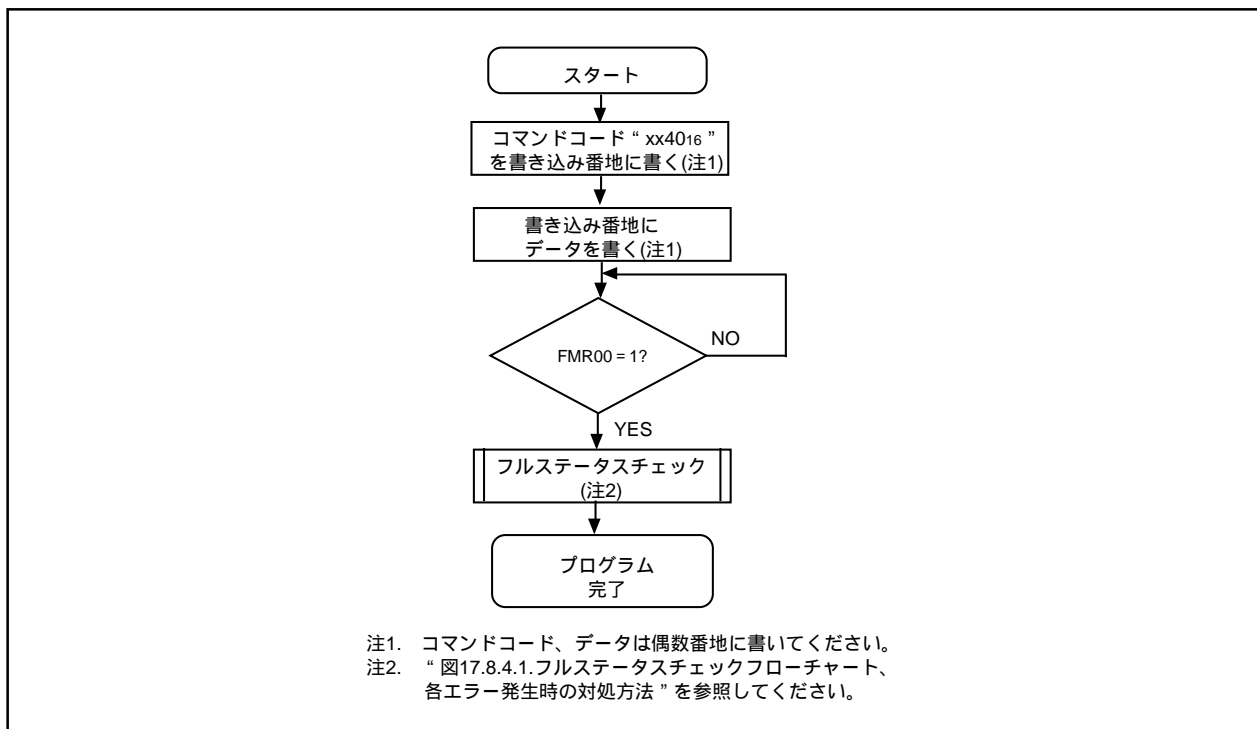 スタート
コマンドコード“ xx4016 ”
を書き込み番地に書く(注1)
書き込み番地に
データを書く(注1)
FMR00 = 1?
NO
YES
フルステータスチェック
(注2)
プログラム
完了
注1. コマンドコード、データは偶数番地に書いてください。
注2. “ 図17.8.4.1.フルステータスチェックフローチャート、
各エラー発生時の対処方法 ” を参照してください。